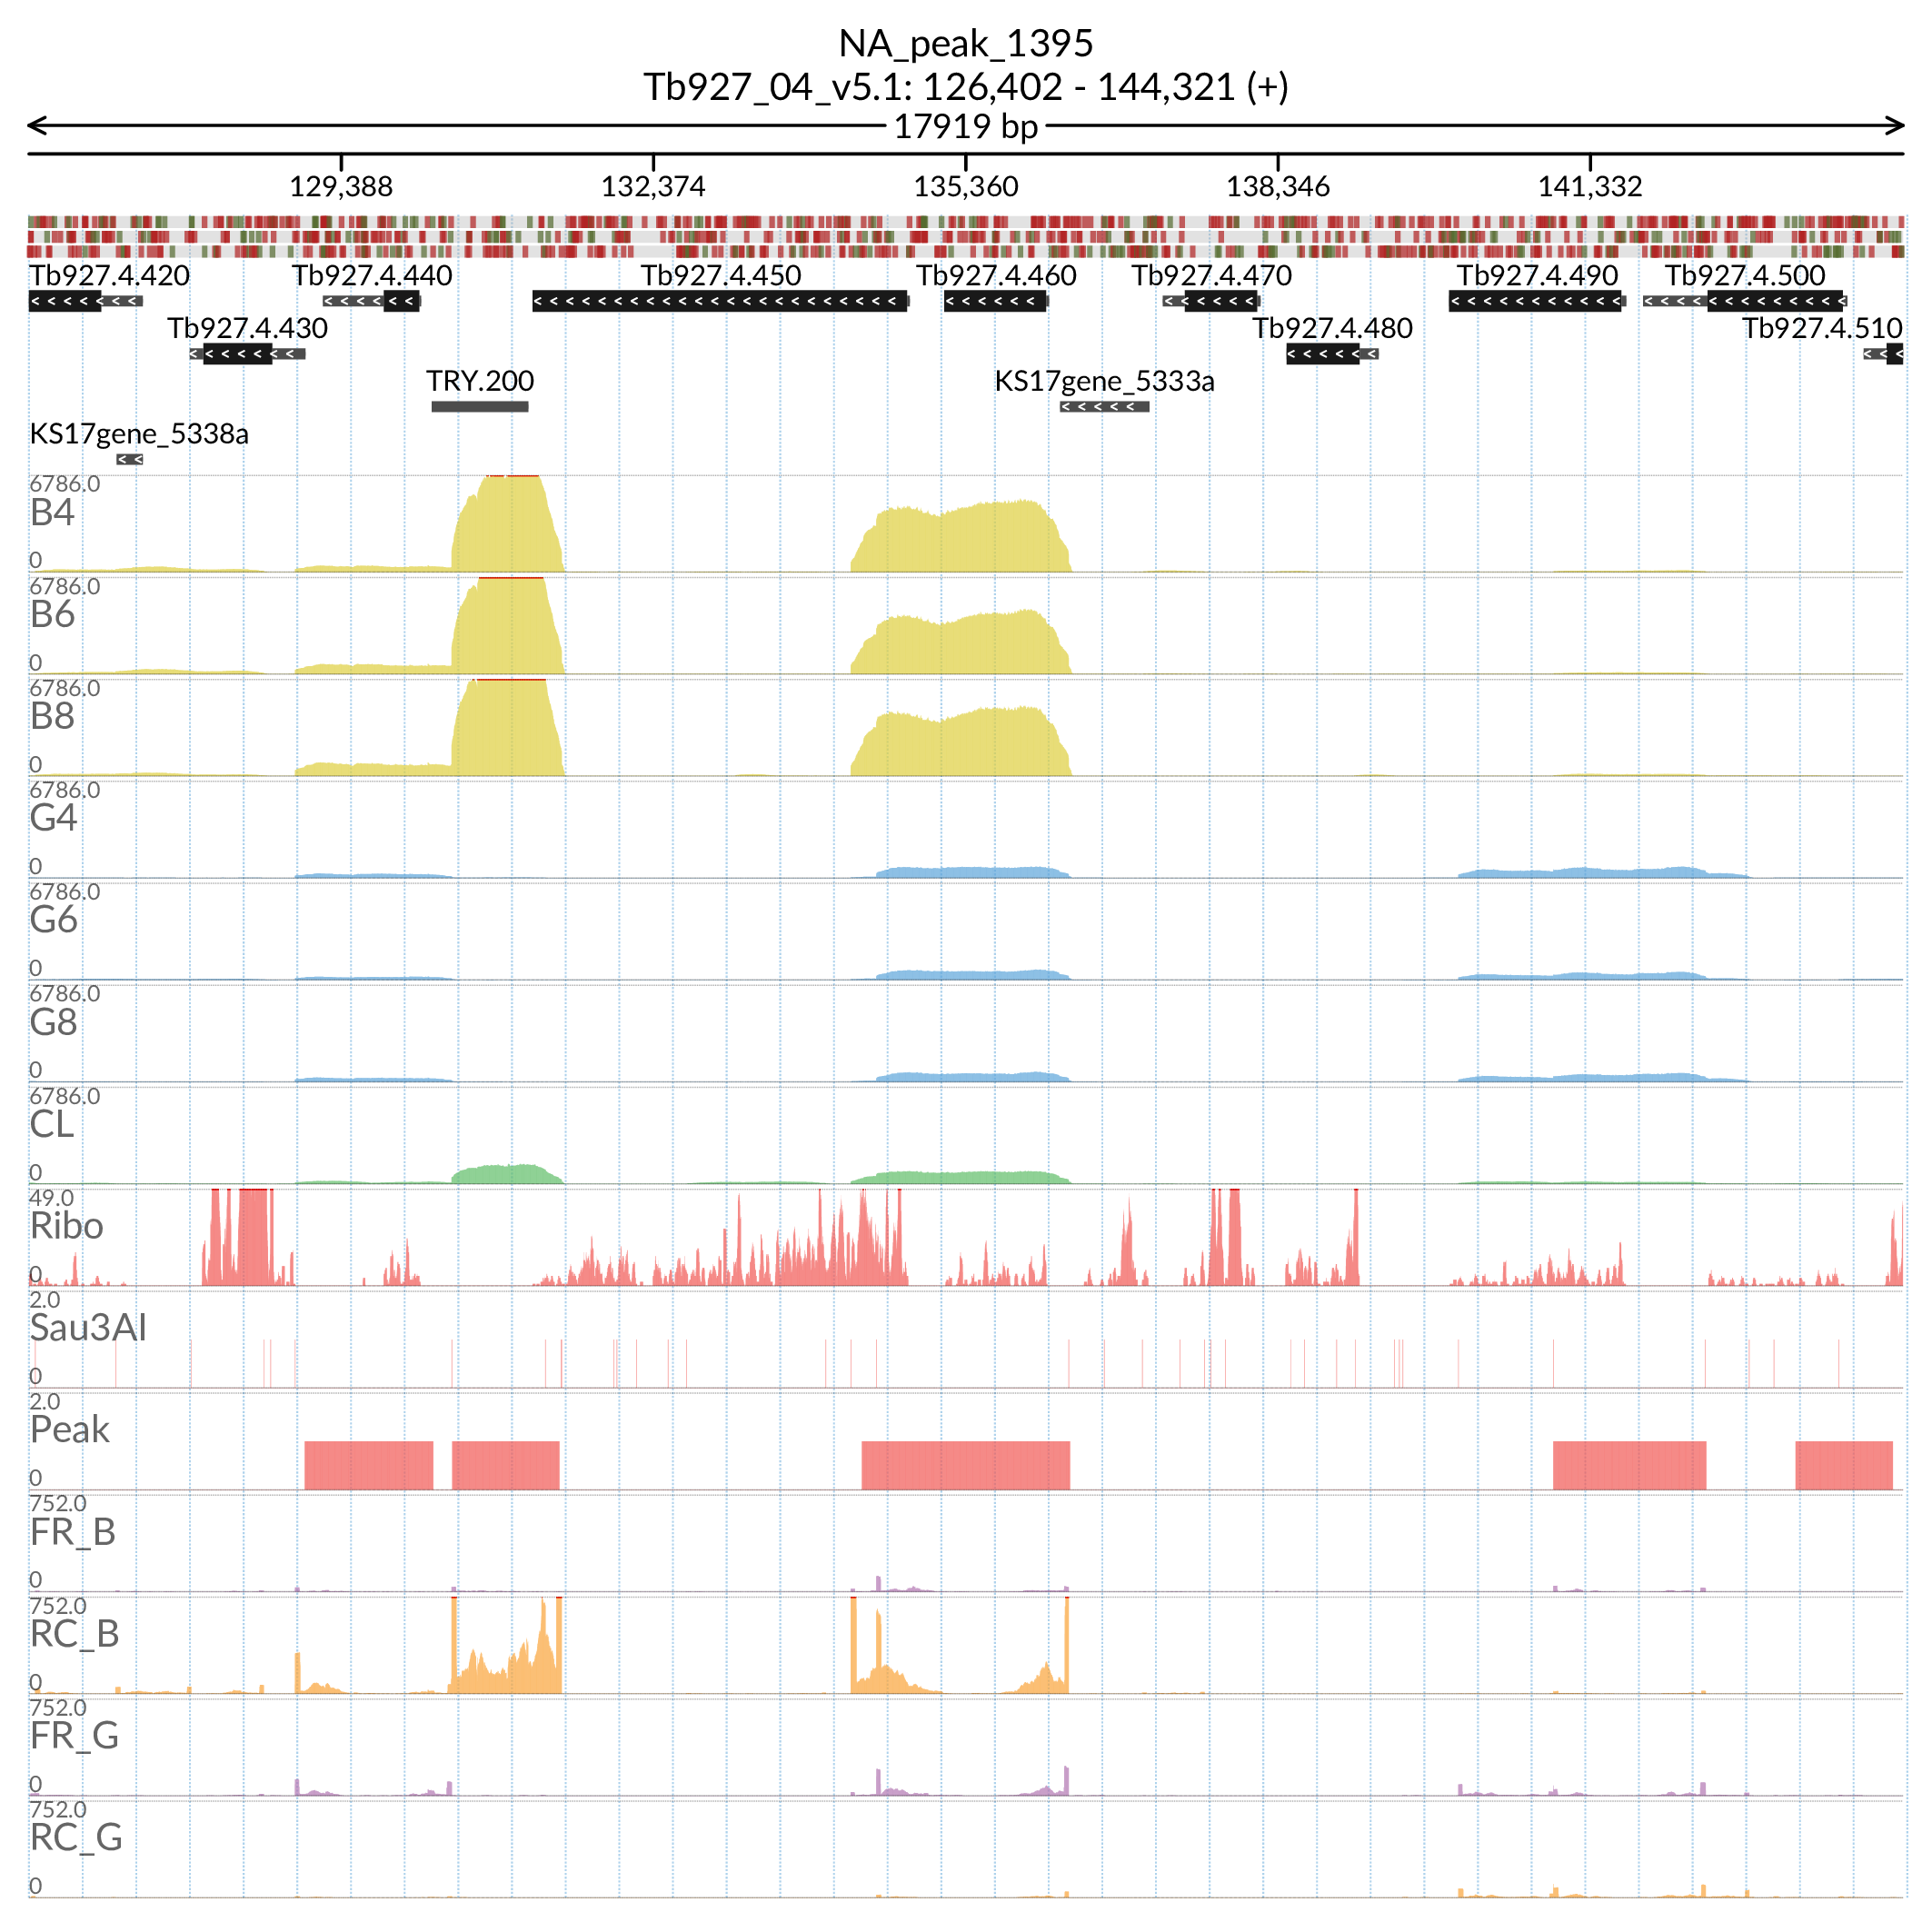 NA_peak_1395
Tb927_04_v5.1: 126,402 - 144,321 (+)
17919 bp
129,388 132,374 135,360 138,346 141,332
Tb927.4.420 Tb927.4.440 Tb927.4.450 Tb927.4.460 Tb927.4.470 Tb927.4.490 Tb927.4.500
Tb927.4.430 Tb927.4.480 Tb927.4.510
TRY.200 KS17gene_5333a
KS17gene_5338a
6786.0
B4
0
6786.0
B6
0
6786.0
B8
0
6786.0
G4
0
6786.0
G6
0
6786.0
G8
0
6786.0
CL
0
49.0
Ribo
0
2.0
Sau3AI
0
2.0
Peak
0
752.0
FR_B
0
752.0
RC_B
0
752.0
FR_G
0
752.0
RC_G
0